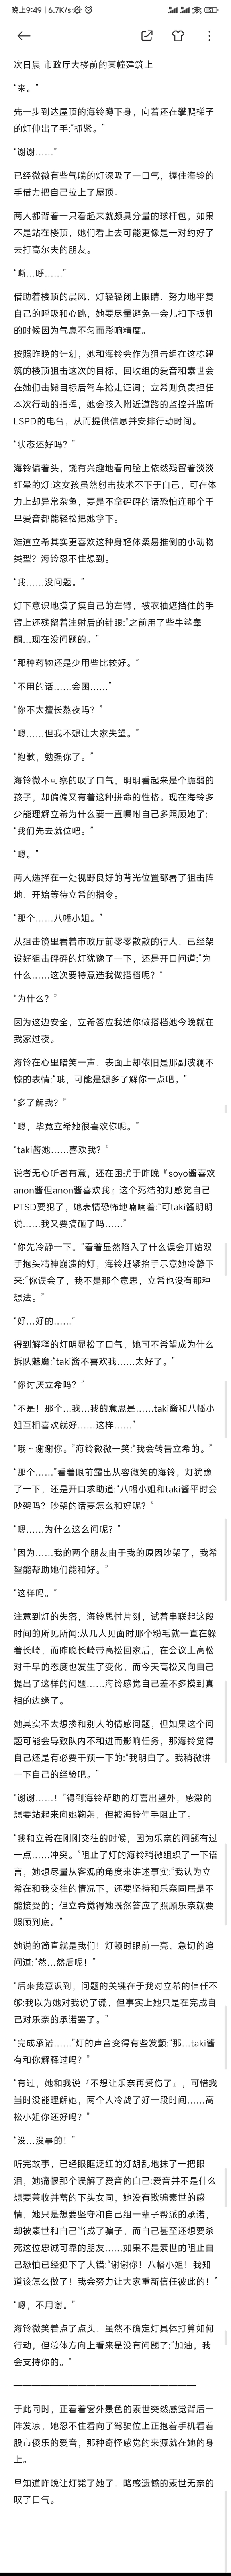 晚上9:49 | 6.7K/s
次日晨 市政厅大楼前的某幢建筑上
“来。”
先一步到达屋顶的海铃蹲下身，向着还在攀爬梯子
的灯伸出了手:“抓紧。”
“谢谢……”
已经微微有些气喘的灯深吸了一口气，握住海铃的
手借力把自己拉上了屋顶。
两人都背着一只看起来就颇具分量的球杆包，如果
不是站在楼顶，她们看上去可能更像是一对约好了
去打高尔夫的朋友。
“嘶…呼……”
借助着楼顶的晨风，灯轻轻闭上眼睛，努力地平复
自己的呼吸和心跳，她要尽量避免一会儿扣下扳机
的时候因为气息不匀而影响精度。
按照昨晚的计划，她和海铃会作为狙击组在这栋建
筑的楼顶狙击这次的目标，回收组的爱音和素世会
在她们击毙目标后驾车抢走证词；立希则负责担任
本次行动的指挥，她会骇入附近道路的监控并监听
LSPD的电台，从而提供信息并安排行动时间。
“状态还好吗？”
海铃偏着头，饶有兴趣地看向脸上依然残留着淡淡
红晕的灯:这女孩虽然射击技术不下于自己，可在体
力上却异常杂鱼，要是不拿砰砰的话恐怕连那个千
早爱音都能轻松把她拿下。
难道立希其实更喜欢这种身轻体柔易推倒的小动物
类型？海铃忍不住想到。
“我……没问题。”
灯下意识地摸了摸自己的左臂，被衣袖遮挡住的手
臂上还残留着注射后的针眼:“之前用了些牛鲨睾
酮…现在没问题的。”
“那种药物还是少用些比较好。”
“不用的话……会困……”
“你不太擅长熬夜吗？”
“嗯……但我不想让大家失望。”
“抱歉，勉强你了。”
海铃微不可察的叹了口气，明明看起来是个脆弱的
孩子，却偏偏又有着这种拼命的性格。现在海铃多
少能理解立希为什么要一直嘱咐自己多照顾她了:
“我们先去就位吧。”
“嗯。”
两人选择在一处视野良好的背光位置部署了狙击阵
地，开始等待立希的指令。
“那个……八幡小姐。”
从狙击镜里看着市政厅前零零散散的行人，已经架
设好狙击砰砰的灯犹豫了一下，还是开口问道:“为
什么……这次要特意选我做搭档呢？”
“为什么？”
因为这边安全，立希答应我选你做搭档她今晚就在
我家过夜。
海铃在心里暗笑一声，表面上却依旧是那副波澜不
惊的表情:“哦，可能是想多了解你一点吧。”
“多了解我？”
“嗯，毕竟立希她很喜欢你呢。”
“taki酱她……喜欢我？”
说者无心听者有意，还在困扰于昨晚『soyo酱喜欢
anon酱但anon酱喜欢我』这个死结的灯感觉自己
PTSD要犯了，她表情恐怖地喃喃着:“可taki酱明明
说……我又要搞砸了吗……”
“你先冷静一下。”看着显然陷入了什么误会开始双
手抱头精神崩溃的灯，海铃赶紧抬手示意她冷静下
来:“你误会了，我不是那个意思，立希也没有那种
想法。”
“好…好的……”
得到解释的灯明显松了口气，她可不希望成为什么
拆队魅魔:“taki酱不喜欢我……太好了。”
“你讨厌立希吗？”
“不是！那个…我…我的意思是……taki酱和八幡小
姐互相喜欢就好……这样……”
“哦～谢谢你。”海铃微微一笑:“我会转告立希的。”
“那个……”看着眼前露出从容微笑的海铃，灯犹豫
了一下，还是开口求助道:“八幡小姐和taki酱平时会
吵架吗？吵架的话要怎么和好呢？”
“嗯……为什么这么问呢？”
“因为……我的两个朋友由于我的原因吵架了，我希
望能帮助她们能和好。”
“这样吗。”
注意到灯的失落，海铃思忖片刻，试着串联起这段
时间的所见所闻:从几人见面时那个粉毛就一直在躲
着长崎，而昨晚长崎带高松回家后，在会议上高松
对千早的态度也发生了变化，而今天高松又向自己
提出了这样的问题……海铃感觉自己差不多摸到真
相的边缘了。
她其实不太想掺和别人的情感问题，但如果这个问
题可能会导致队内不和进而影响任务，那海铃觉得
自己还是有必要干预一下的:“我明白了。我稍微讲
一下自己的经验吧。”
“谢谢……！”得到海铃帮助的灯喜出望外，感激的
想要站起来向她鞠躬，但被海铃伸手阻止了。
“我和立希在刚刚交往的时候，因为乐奈的问题有过
一点……冲突。”阻止了灯的海铃稍微组织了一下语
言，她想尽量从客观的角度来讲述事实:“我认为立
希在和我交往的情况下，还要坚持和乐奈同居是不
能接受的；但立希觉得她既然答应了照顾乐奈就要
照顾到底。”
她说的简直就是我们！灯顿时眼前一亮，急切的追
问道:“然…然后呢！”
“后来我意识到，问题的关键在于我对立希的信任不
够:我以为她对我说了谎，但事实上她只是在完成自
己对乐奈的承诺罢了。”
“完成承诺……”灯的声音变得有些发颤:“那…taki酱
有和你解释过吗？”
“有过，她和我说『不想让乐奈再受伤了』，可惜我
当时没能理解她，两个人冷战了好一段时间……高
松小姐你还好吗？”
“没…没事的！”
听完故事，已经眼眶泛红的灯胡乱地抹了一把眼
泪，她痛恨那个误解了爱音的自己:爱音并不是什么
想要兼收并蓄的下头女同，她没有欺骗素世的感
情，她只是想要坚守和自己组一辈子帮派的承诺，
却被素世和自己当成了骗子，而自己甚至还想要杀
死这位忠诚可靠的朋友……如果不是素世的阻止自
己恐怕已经犯下了大错:“谢谢你！八幡小姐！我知
道该怎么做了！我会努力让大家重新信任彼此的！”
“嗯，不用谢。”
海铃微笑着点了点头，虽然不确定灯具体打算如何
行动，但总体方向上看来是没有问题了:“加油，我
会支持你的。”
————————————————————
于此同时，正看着窗外景色的素世突然感觉背后一
阵发凉，她忍不住看向了驾驶位上正抱着手机看着
股市傻乐的爱音，那种奇怪感觉的来源就在她的身
上。
早知道昨晚让灯毙了她了。略感遗憾的素世无奈的
叹了口气。